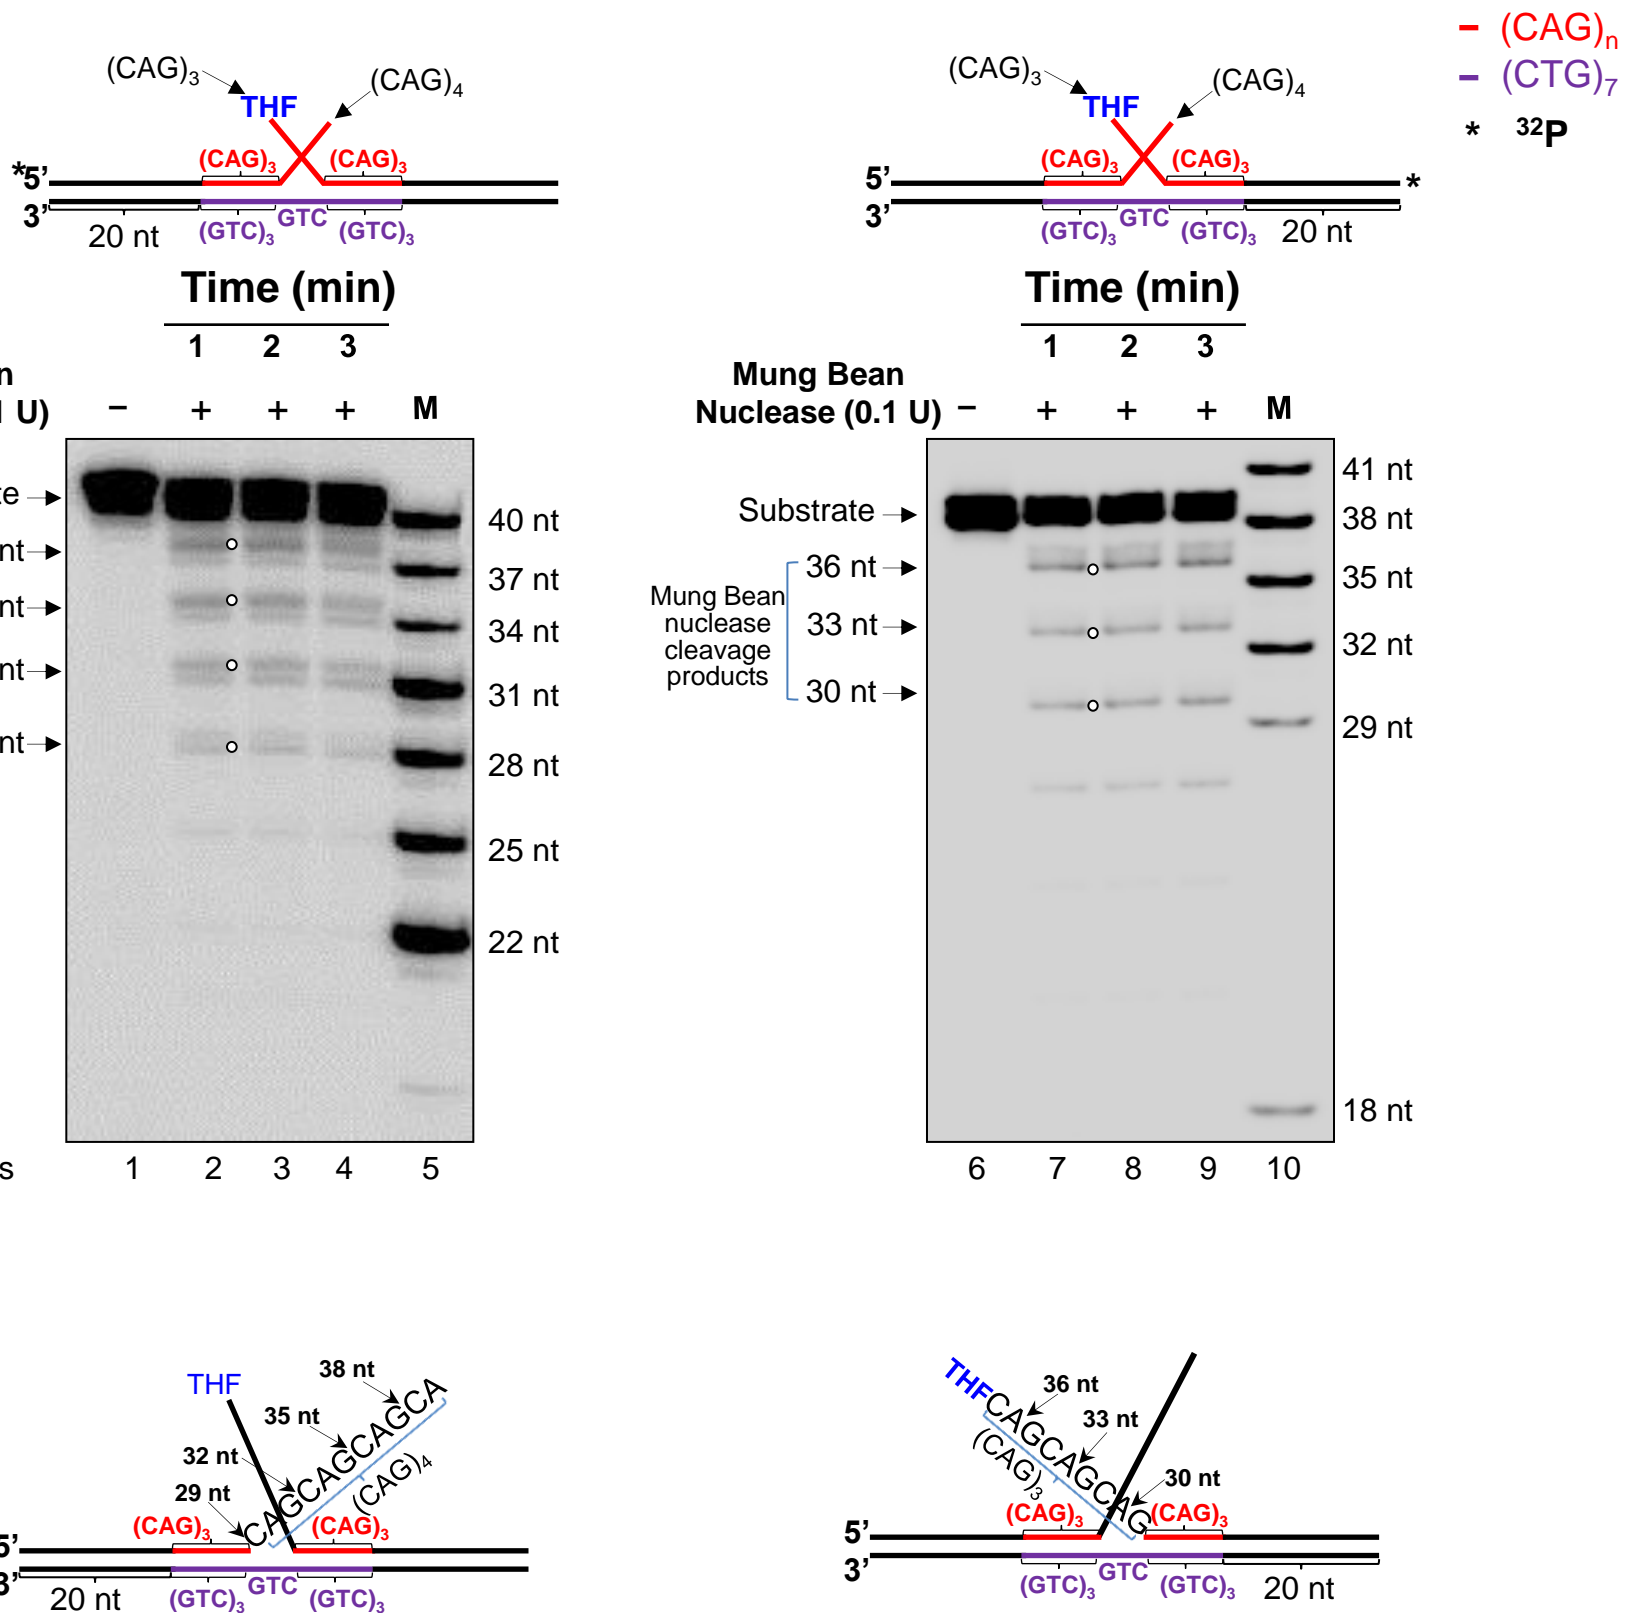 (CAG)n
(CTG)7
* 32P
(CAG)3
THF
(CAG)4
(CAG)3
(CAG)3
*5’
3’
20 nt
(GTC)3
GTC
(GTC)3
(CAG)3
THF
(CAG)4
(CAG)3
(CAG)3
5’
*
3’
(GTC)3
GTC
(GTC)3
20 nt
Time (min)
1 2 3
n
U)
– + + + M
te
nt
nt
nt
nt
40 nt
37 nt
34 nt
31 nt
28 nt
25 nt
22 nt
s 1 2 3 4 5
Time (min)
1 2 3
Mung Bean
Nuclease (0.1 U) – + + + M
Substrate
36 nt
33 nt
30 nt
Mung Bean
nuclease
cleavage
products
41 nt
38 nt
35 nt
32 nt
29 nt
18 nt
6 7 8 9 10
THF
38 nt
35 nt
32 nt
29 nt
CAGCAGCAGCA
(CAG)4
(CAG)3
(CAG)3
5’
3’
20 nt
(GTC)3
GTC
(GTC)3
THFCAGCAGCAG
36 nt
33 nt
30 nt
(CAG)3
(CAG)3
(CAG)3
5’
3’
(GTC)3
GTC
(GTC)3
20 nt